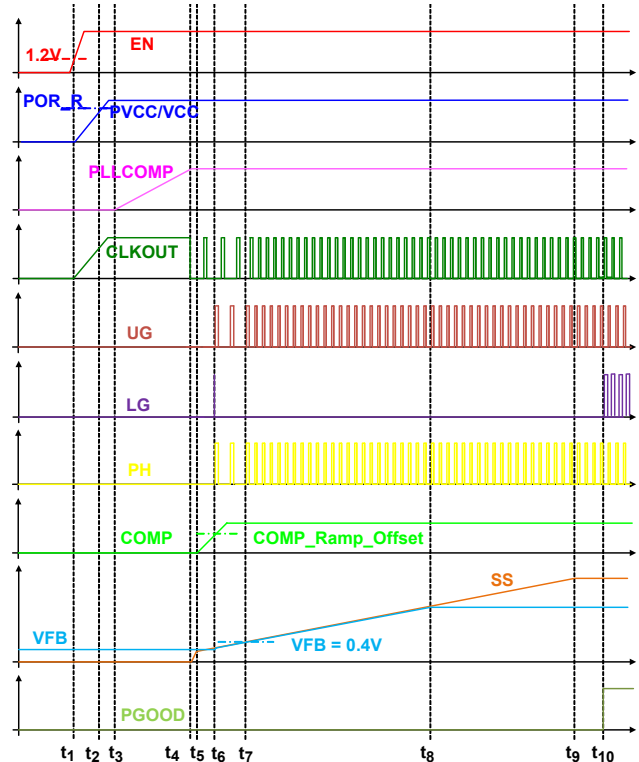 EN
1.2V
POR_R
PVCC/VCC
PLLCOMP
CLKOUT
UG
LG
PH
COMP
COMP_Ramp_Offset
SS
VFB
VFB = 0.4V
PGOOD
t1 t2 t3 t4 t5 t6 t7 t8 t9 t10